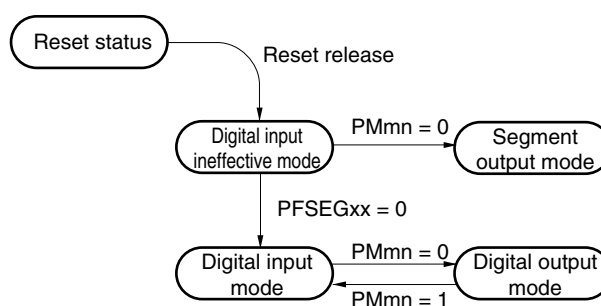 Reset status
Reset release
Digital input
ineffective mode
PMmn = 0
Segment
output mode
PFSEGxx = 0
Digital input
mode
PMmn = 0
PMmn = 1
Digital output
mode